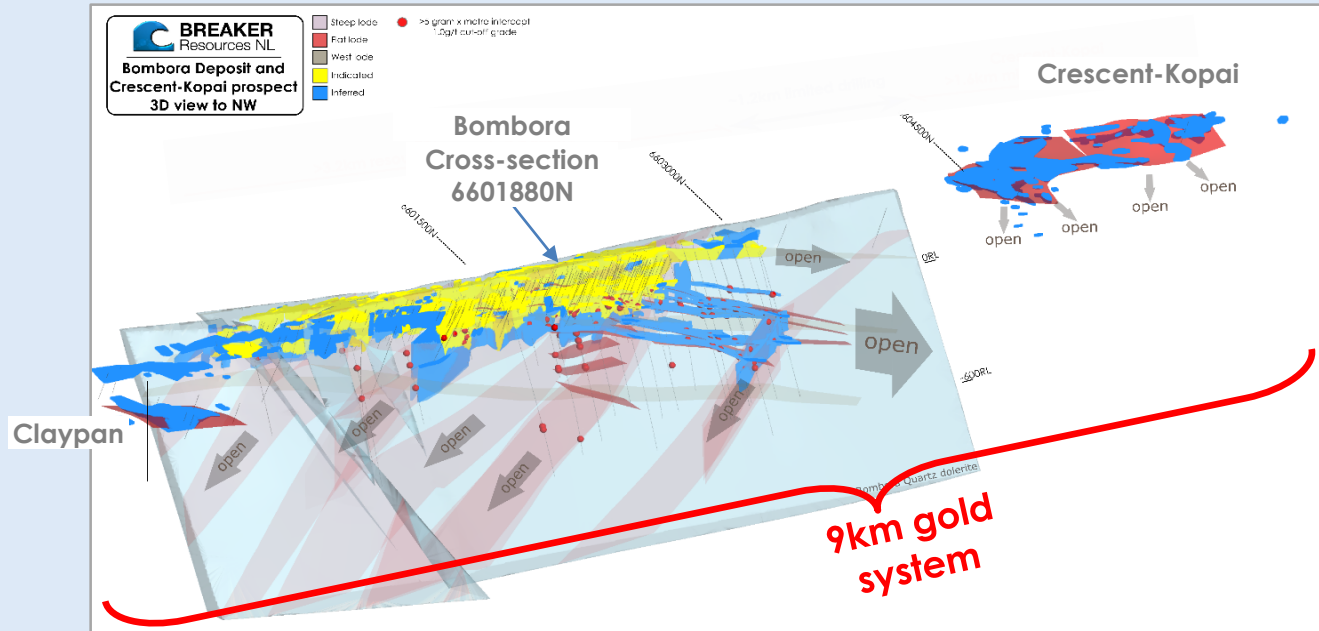 BREAKER
Resources NL
Bombora Deposit and
Crescent-Kopai prospect
3D view to NW
Steep lode
Flat lode
West lode
Indicated
Inferred
>5 gram x metre intercept
1.0g/t cut-off grade
Crescent-Kopai
Bombora
Cross-section
6601880N
6601500N
6603000N
6604500N
open
open
open
open
open
0RL
open
-600RL
open
open
open
open
open
Claypan
Bombora Quartz dolerite
9km gold
system